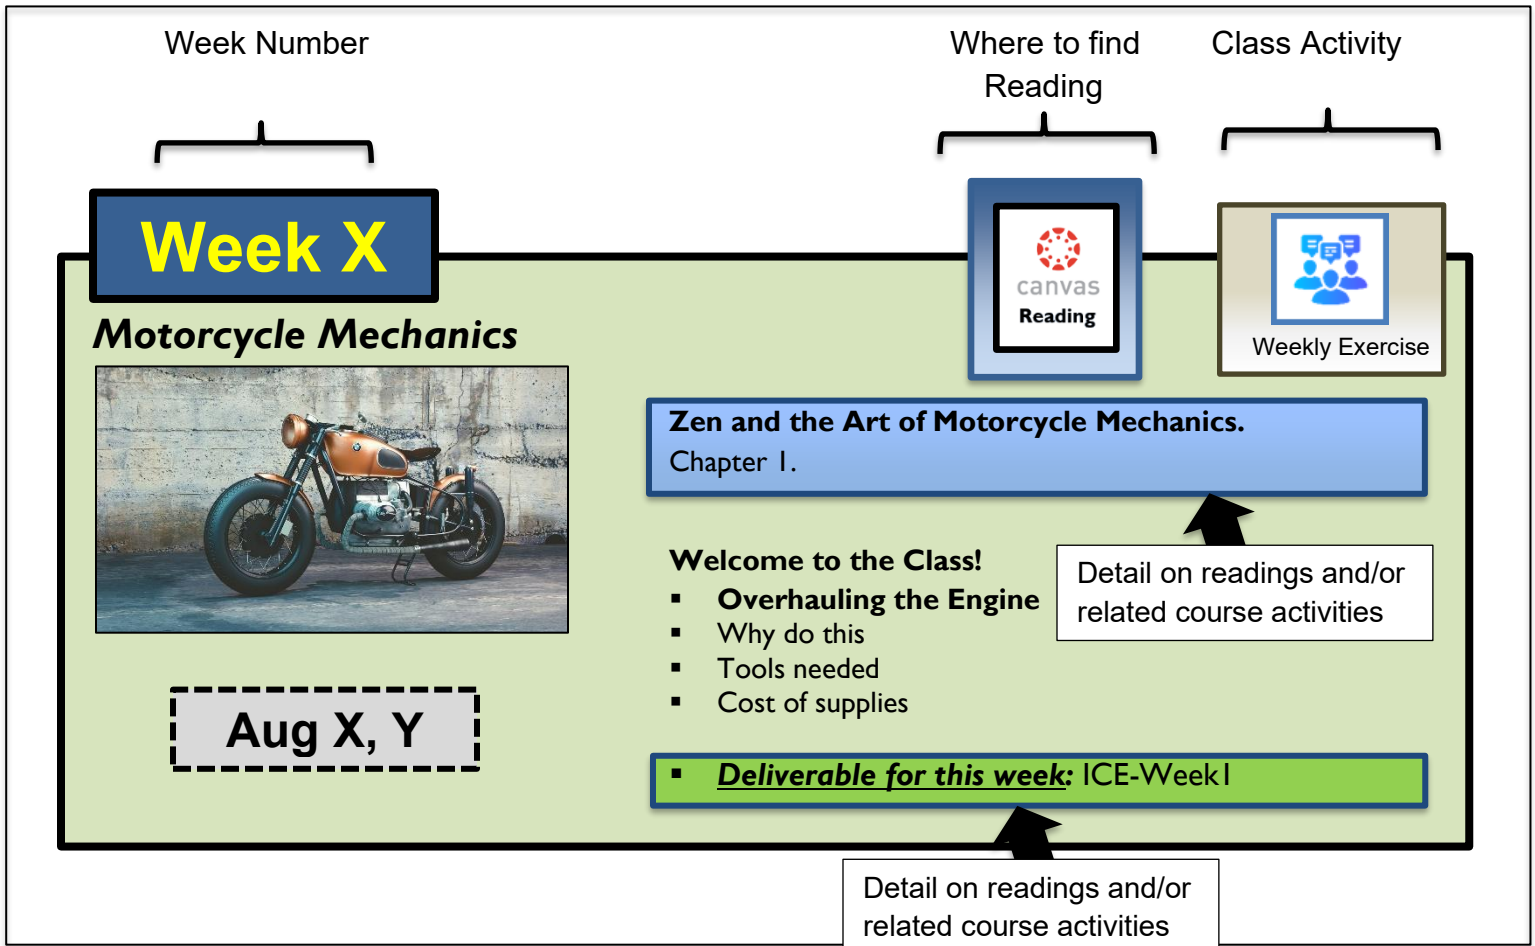 Week Number
Where to find
Reading
Class Activity
Week X
canvas
Reading
Weekly Exercise
Motorcycle Mechanics
Zen and the Art of Motorcycle Mechanics.
Chapter 1.
Detail on readings and/or
related course activities
Welcome to the Class!
▪ Overhauling the Engine
▪ Why do this
▪ Tools needed
▪ Cost of supplies
Aug X, Y
▪ Deliverable for this week: ICE-Week1
Detail on readings and/or
related course activities